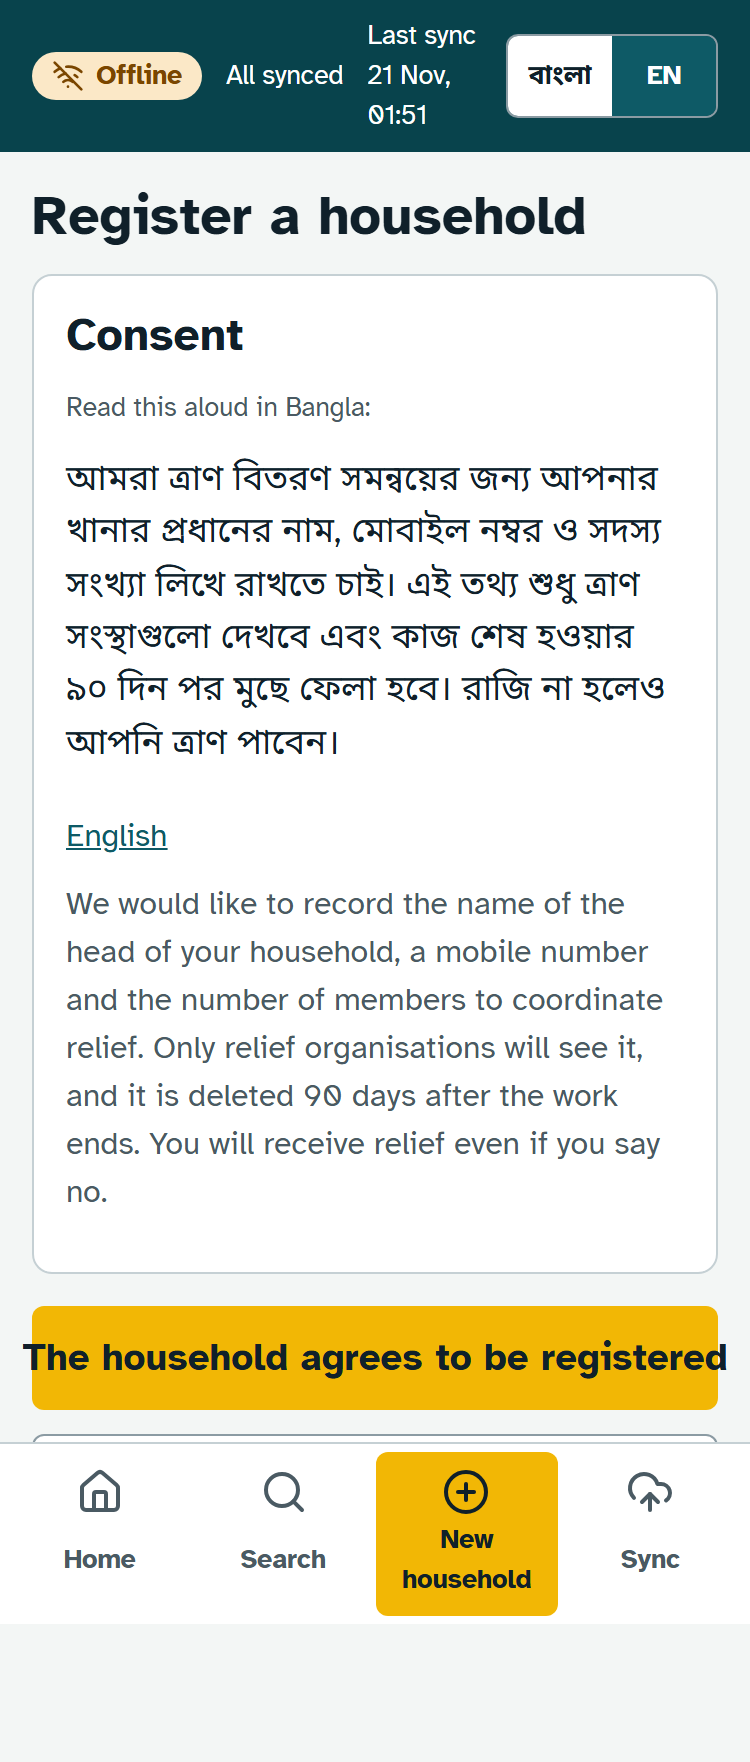 Offline
All synced
Last sync
21 Nov,
01:51
বাংলা
EN
Register a household
Consent
Read this aloud in Bangla:
আমরা ত্রাণ বিতরণ সমন্বয়ের জন্য আপনার
খানার প্রধানের নাম, মোবাইল নম্বর ও সদস্য
সংখ্যা লিখে রাখতে চাই। এই তথ্য শুধু ত্রাণ
সংস্থাগুলো দেখবে এবং কাজ শেষ হওয়ার
৯০ দিন পর মুছে ফেলা হবে। রাজি না হলেও
আপনি ত্রাণ পাবেন।
English
We would like to record the name of the
head of your household, a mobile number
and the number of members to coordinate
relief. Only relief organisations will see it,
and it is deleted 90 days after the work
ends. You will receive relief even if you say
no.
The household agrees to be registered
Home
Search
New
household
Sync